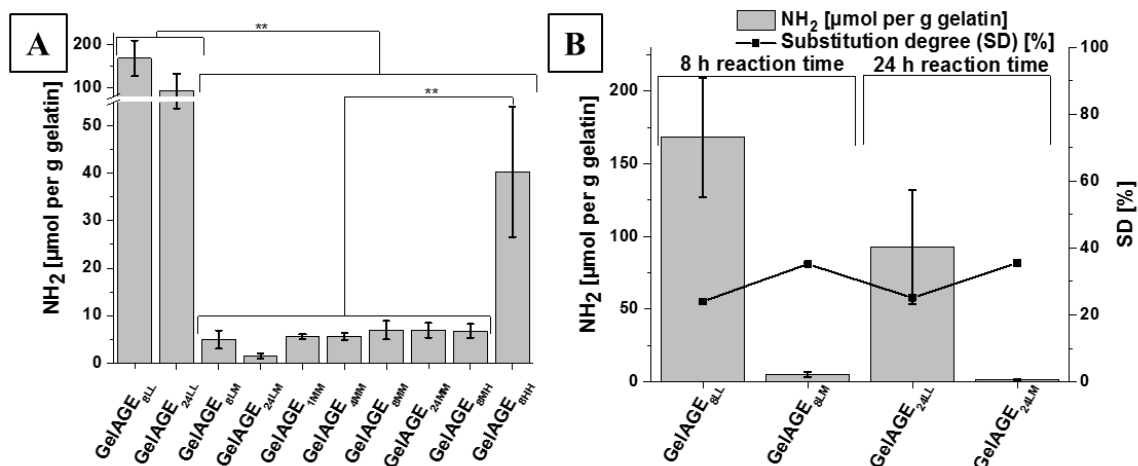 A
NH2 [µmol per g gelatin]
200
150
100
50
40
30
20
10
5
0
**
**
GelAGE8LL
GelAGE24LL
GelAGE8LM
GelAGE24LM
GelAGE1MM
GelAGE4MM
GelAGE8MM
GelAGE24MM
GelAGE8MH
GelAGE8HH
B
NH2 [µmol per g gelatin]
Substitution degree (SD) [%]
8 h reaction time
24 h reaction time
NH2 [µmol per g gelatin]
200
150
100
50
0
100
80
60
40
20
0
SD [%]
GelAGE8LL
GelAGE8LM
GelAGE24LL
GelAGE24LM